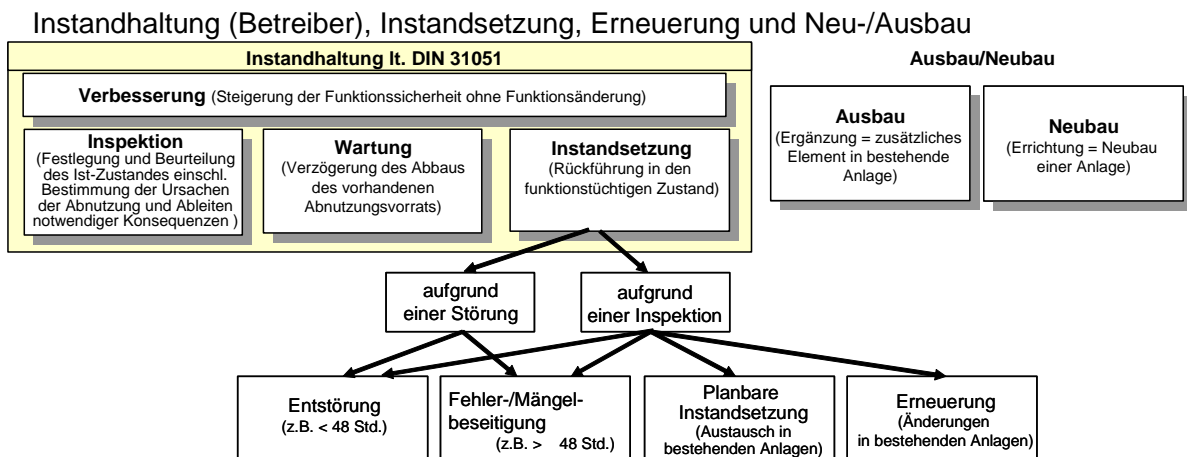 Instandhaltung (Betreiber), Instandsetzung, Erneuerung und Neu-/Ausbau
Instandhaltung lt. DIN 31051
Verbesserung (Steigerung der Funktionssicherheit ohne Funktionsänderung)
Inspektion
(Festlegung und Beurteilung
des Ist-Zustandes einschl.
Bestimmung der Ursachen
der Abnutzung und Ableiten
notwendiger Konsequenzen )
Wartung
(Verzögerung des Abbaus
des vorhandenen
Abnutzungsvorrats)
Instandsetzung
(Rückführung in den
funktionstüchtigen Zustand)
Ausbau/Neubau
Ausbau
(Ergänzung = zusätzliches
Element in bestehende
Anlage)
Neubau
(Errichtung = Neubau
einer Anlage)
aufgrund
einer Störung
aufgrund
einer Inspektion
Entstörung
(z.B. < 48 Std.)
Fehler-/Mängel-
beseitigung
(z.B. > 48 Std.)
Planbare
Instandsetzung
(Austausch in
bestehenden Anlagen)
Erneuerung
(Änderungen
in bestehenden Anlagen)